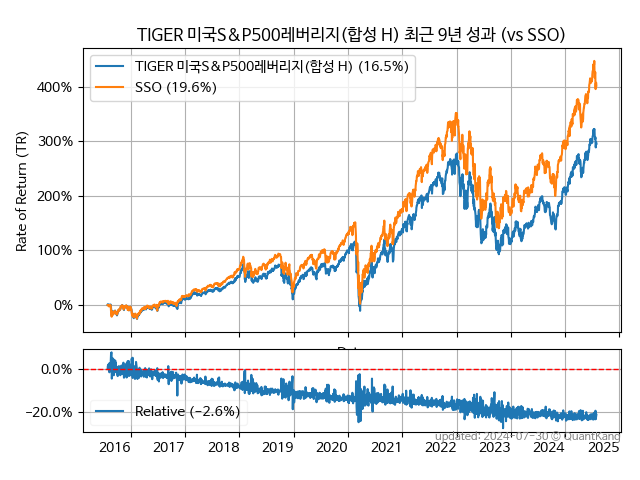 TIGER 미국S&P500레버리지(합성 H) 최근 9년 성과 (vs SSO)
TIGER 미국S&P500레버리지(합성 H) (16.5%)
SSO (19.6%)
Rate of Return (TR)
400%
300%
200%
100%
0%
0.0%
−20.0%
Relative (−2.6%)
updated: 2024-07-30 © QuantKang
2016 2017 2018 2019 2020 2021 2022 2023 2024 2025